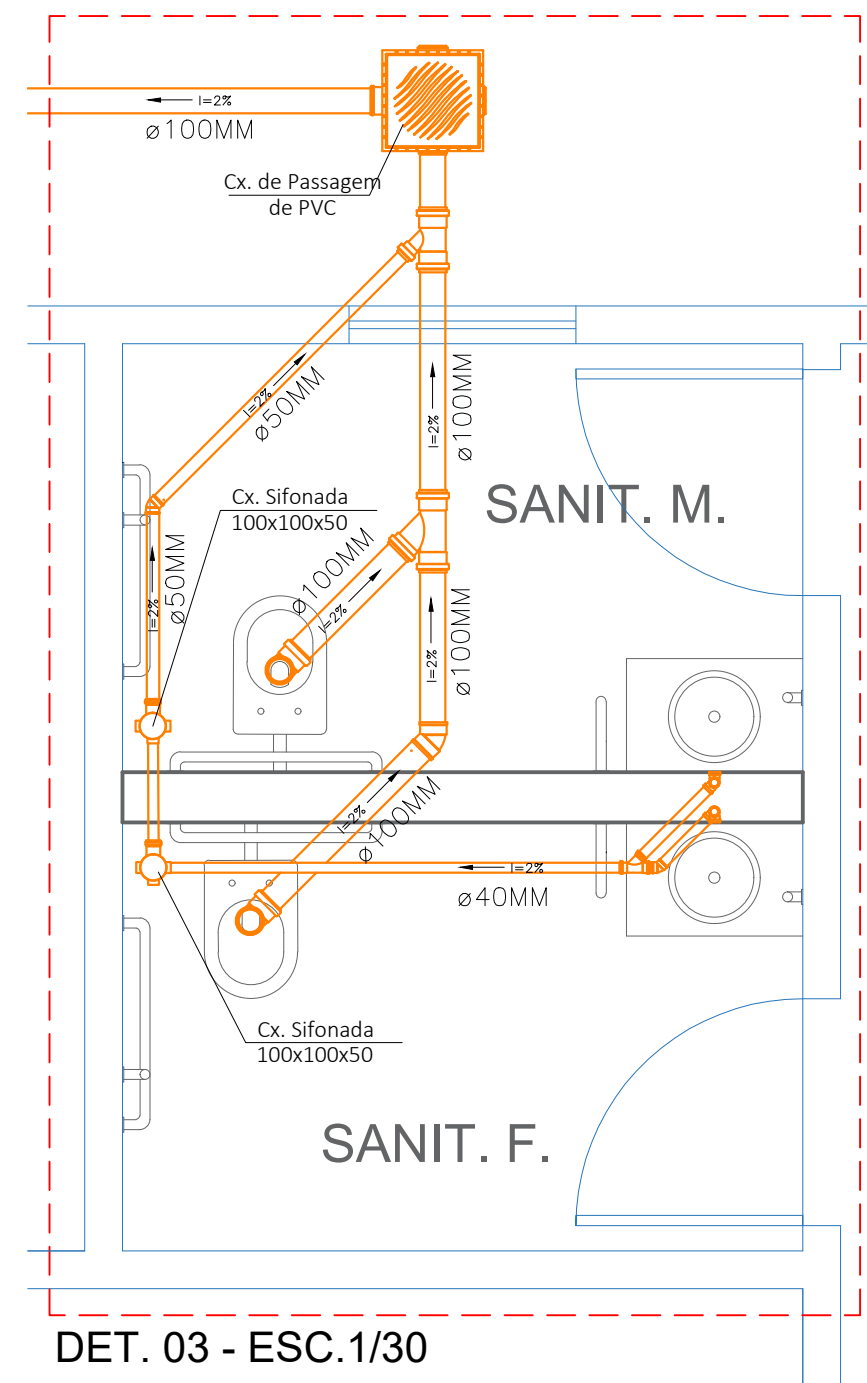 I=2%
ø100MM
Cx. de Passagem
de PVC
I=2%
ø50MM
I=2%
ø100MM
Cx. Sifonada
100x100x50
SANIT. M.
I=2%
ø50MM
ø100MM
I=2%
I=2%
ø100MM
I=2%
ø100MM
I=2%
ø40MM
Cx. Sifonada
100x100x50
SANIT. F.
DET. 03 - ESC.1/30